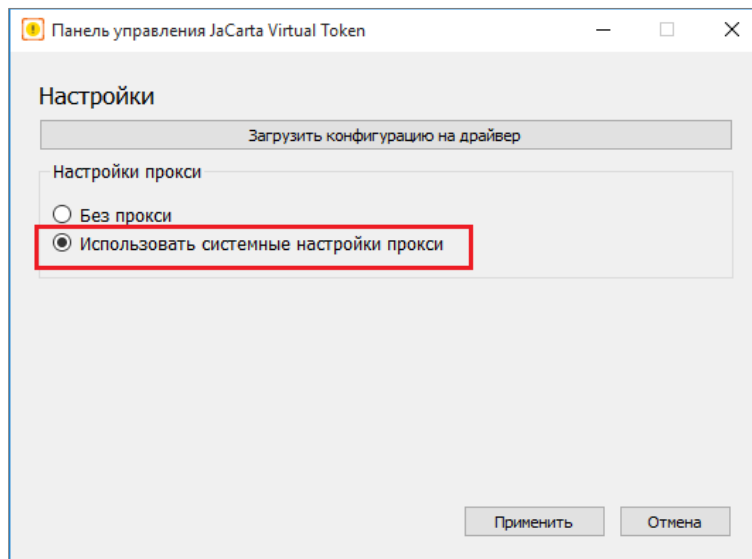 Панель управления JaCarta Virtual Token
Настройки
Загрузить конфигурацию на драйвер
Настройки прокси
Без прокси
Использовать системные настройки прокси
Применить
Отмена